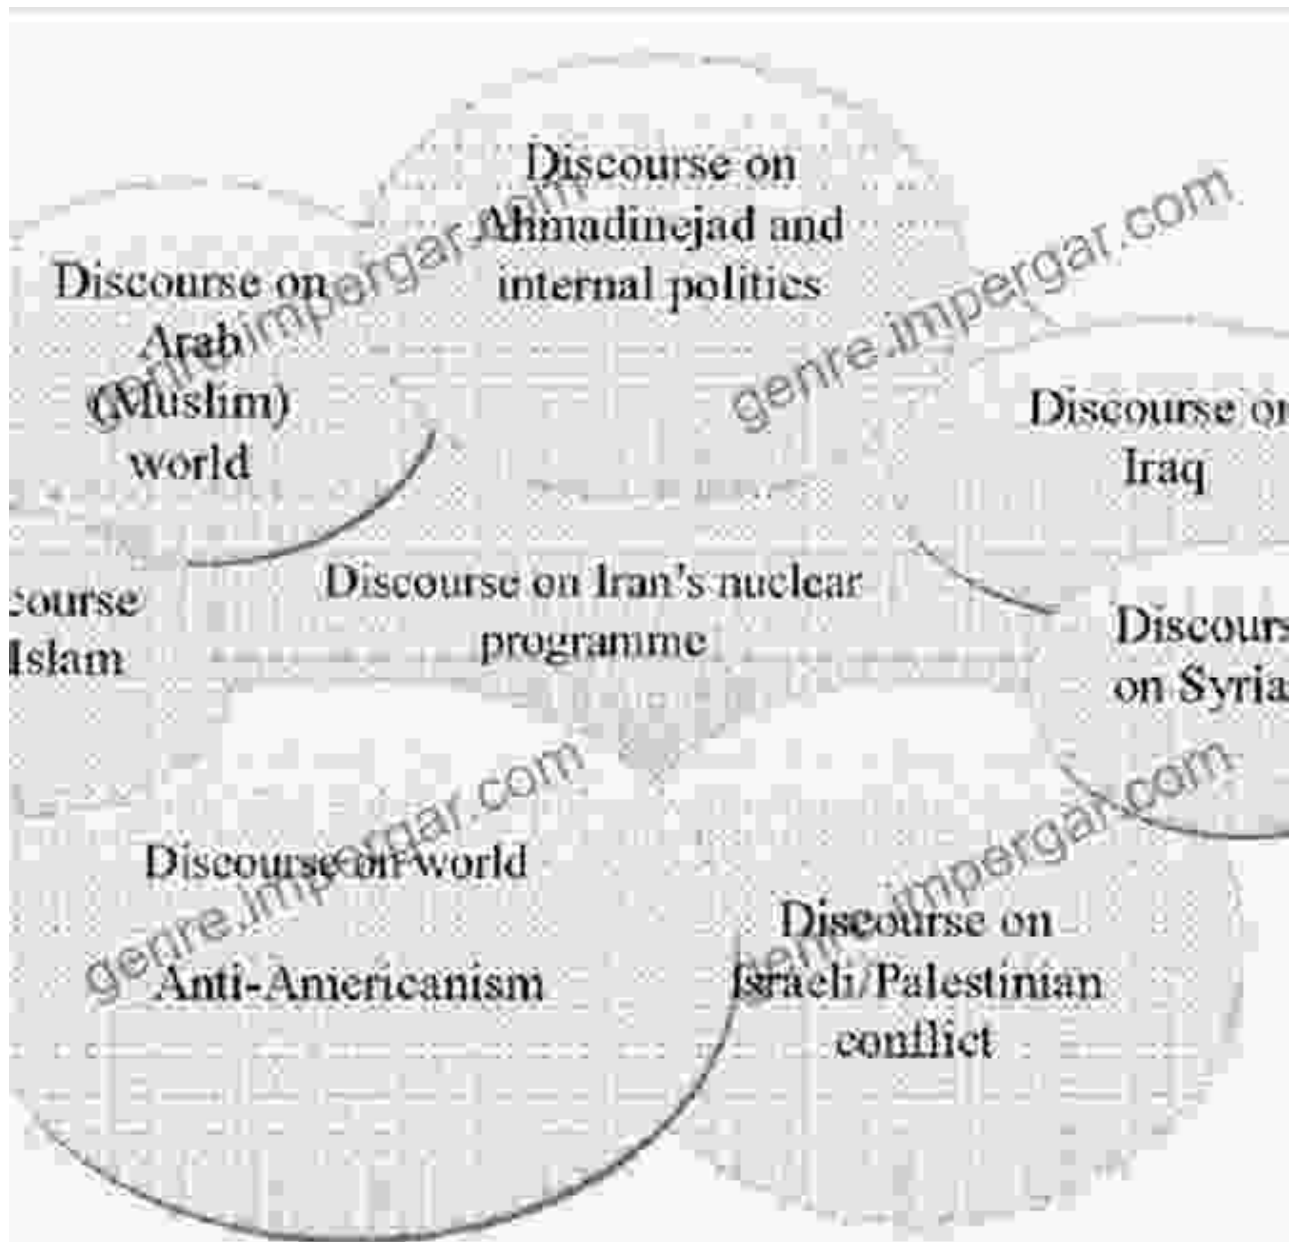 Discourse on
Ahmadinejad and
internal politics
Discourse on
Arab
(Muslim)
world
Discourse on
Iraq
Discourse on Iran's nuclear
programme
course
Islam
Discours
on Syria
Discourse on world
Anti-Americanism
Discourse on
Israeli/Palestinian
conflict
genre.impergar.com
genre.impergar.com
genre.impergar.com
genre.impergar.com